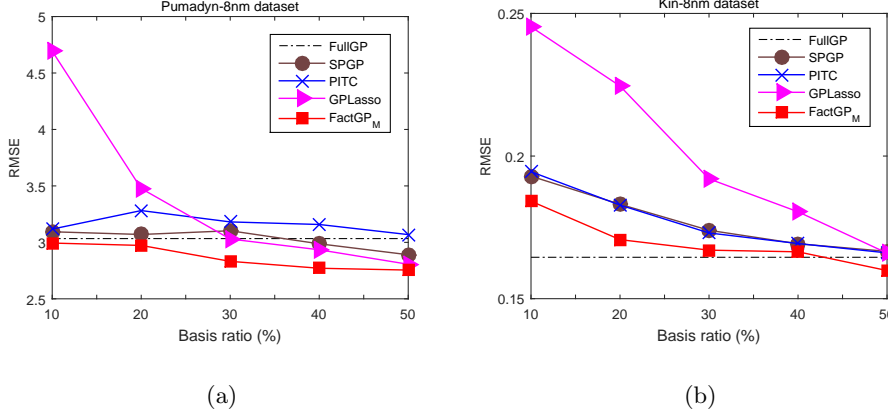 Pumadyn-8nm dataset
5
4.5
4
3.5
3
2.5
RMSE
10 20 30 40 50
Basis ratio (%)
FullGP
SPGP
PITC
GPLasso
FactGP_M
(a)
Kin-8nm dataset
0.25
0.2
0.15
RMSE
10 20 30 40 50
Basis ratio (%)
FullGP
SPGP
PITC
GPLasso
FactGP_M
(b)